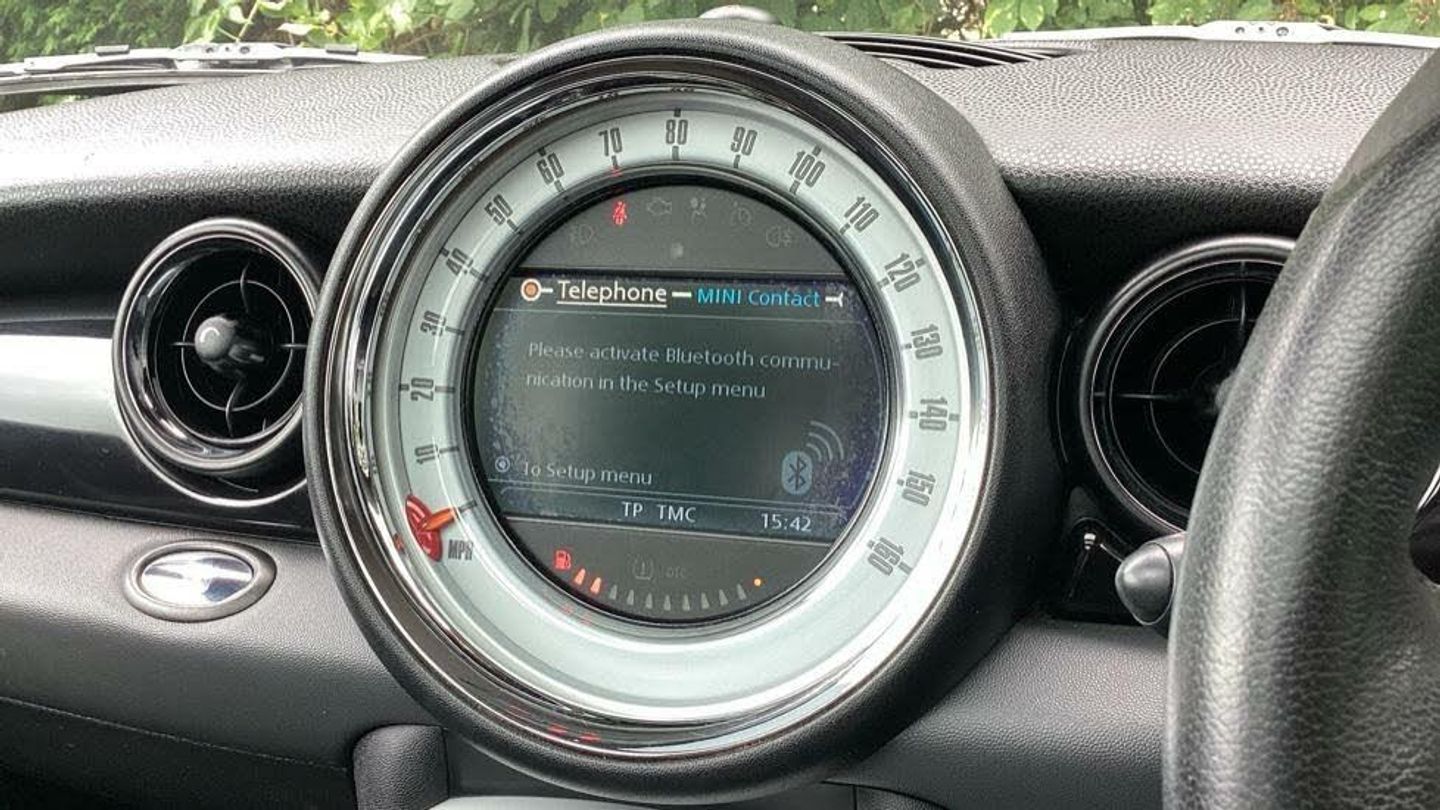 10
20
30
40
50
60
70
80
90
100
110
120
130
140
150
160
MPH
Telephone
MINI Contact
Please activate Bluetooth commu-
nication in the Setup menu
To Setup menu
TP TMC
15:42
DTC